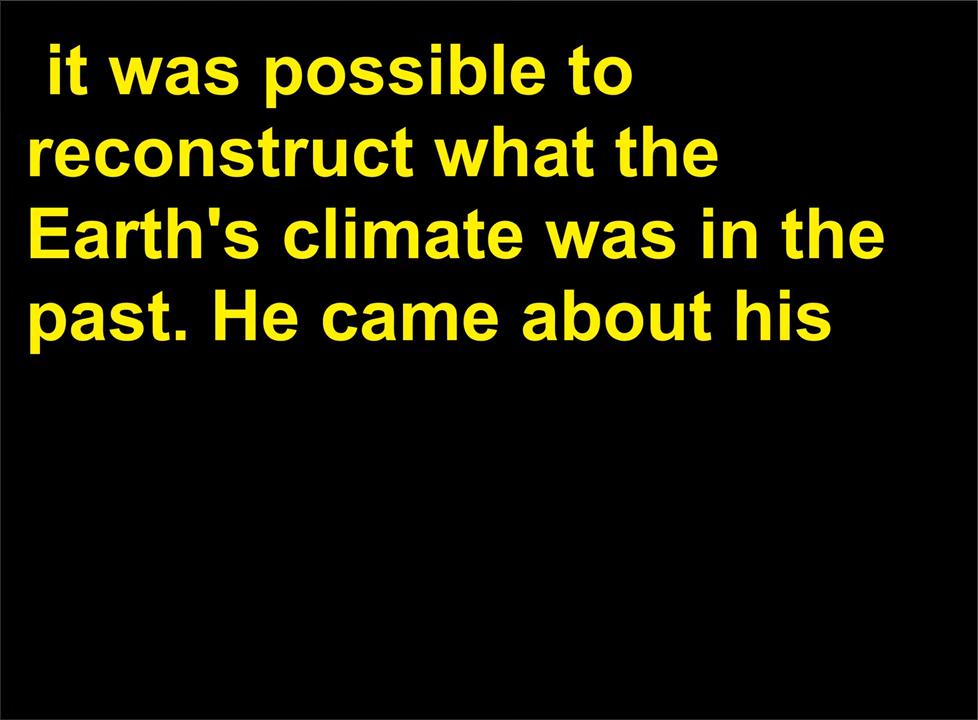 it was possible to
reconstruct what the
Earth's climate was in the
past. He came about his